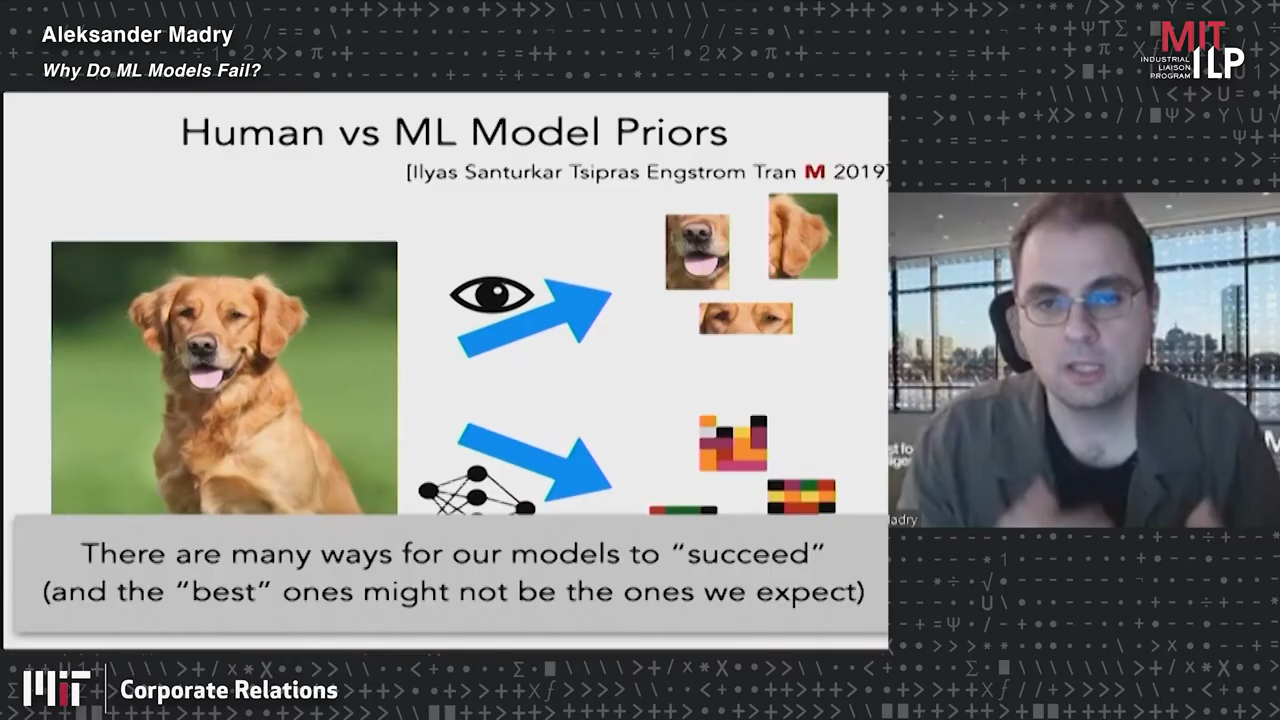 Aleksander Madry
Why Do ML Models Fail?
MIT
INDUSTRIAL
LIAISON
PROGRAM
ILP
Human vs ML Model Priors
[Ilyas Santurkar Tsipras Engstrom Tran M 2019]
There are many ways for our models to “succeed”
(and the “best” ones might not be the ones we expect)
MIT
Corporate Relations